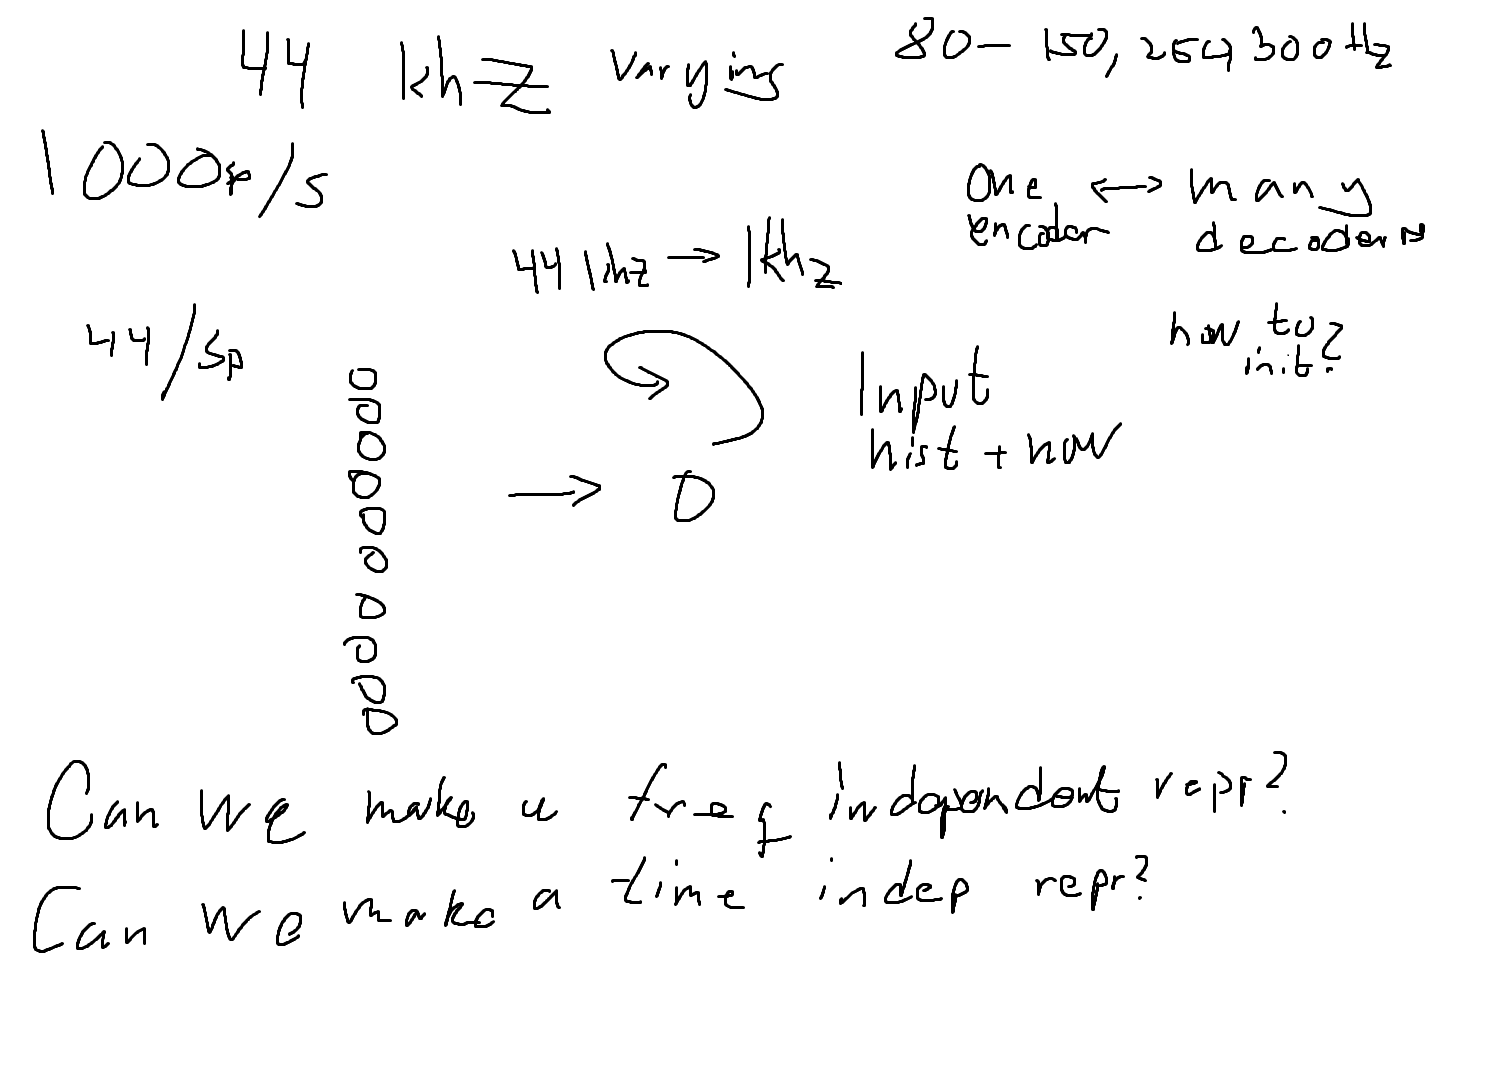 44 khz varying
80 - 150, 250, 300 Hz
1000sp/s
One encoder ↔ many decoders
44 khz → 1khz
how to init?
44/sp
Input
hist + now
Can we make a freq independent repr?
Can we make a time indep repr?